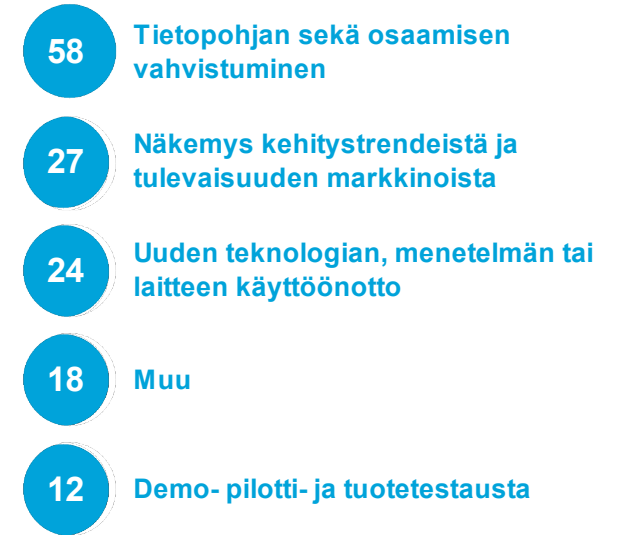 58
Tietopohjan sekä osaamisen
vahvistuminen
27
Näkemys kehitystrendeistä ja
tulevaisuuden markkinoista
24
Uuden teknologian, menetelmän tai
laitteen käyttöönotto
18
Muu
12
Demo- pilotti- ja tuotetestausta